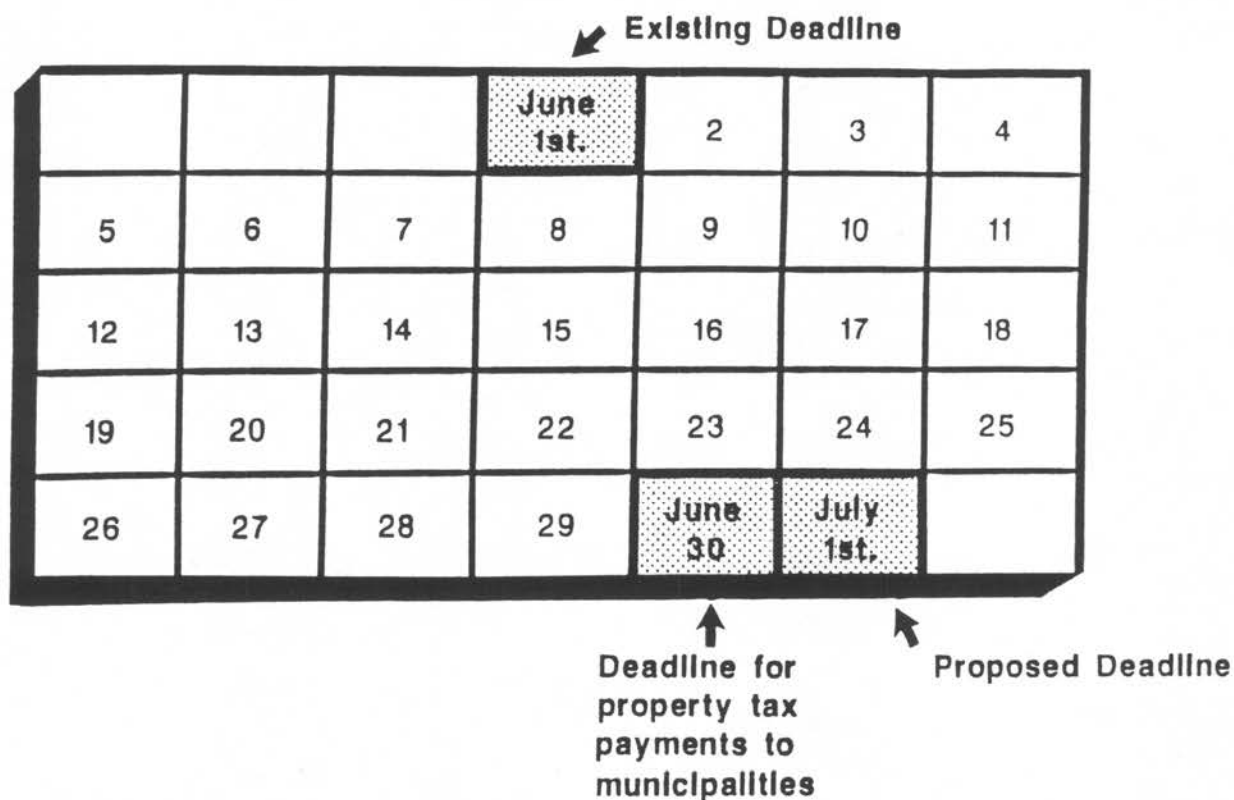 Existing Deadline
June
1st.
2 3 4
5 6 7 8 9 10 11
12 13 14 15 16 17 18
19 20 21 22 23 24 25
26 27 28 29
June
30
July
1st.
Deadline for
property tax
payments to
municipalities
Proposed Deadline